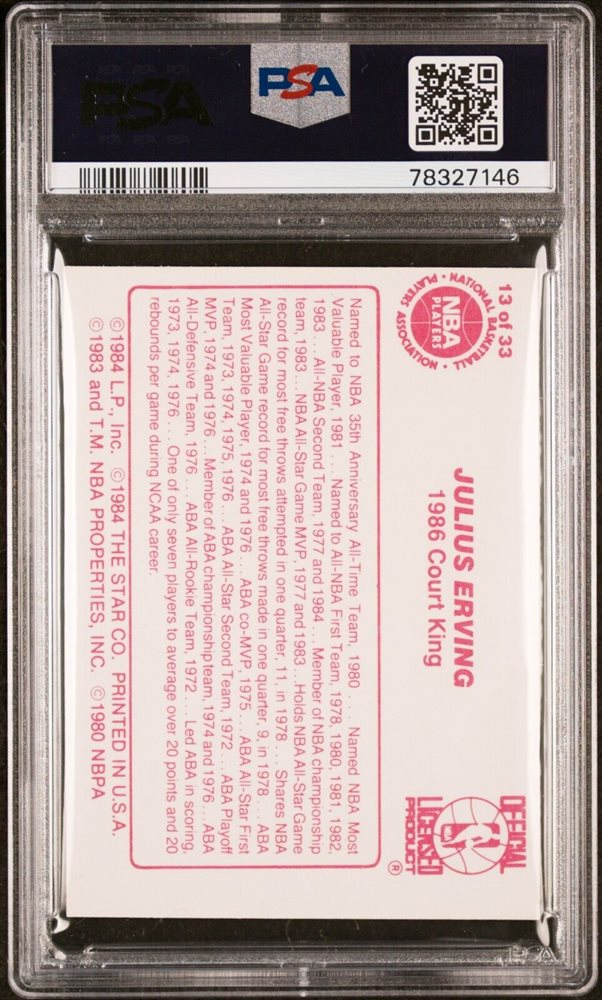 PSA
PSA
78327146
13 of 33
NATIONAL BASKETBALL
NBA
PLAYERS
• PLAYERS ASSOCIATION •
JULIUS ERVING
1986 Court King
OFFICIAL
NBA
LICENSED
PRODUCT
®
Named to NBA 35th Anniversary All-Time Team, 1980 . . . Named NBA Most
Valuable Player, 1981 . . . Named to All-NBA First Team, 1978, 1980, 1981, 1982,
1983 . . . All-NBA Second Team, 1977 and 1984 . . . Member of NBA championship
team, 1983 . . . NBA All-Star Game MVP, 1977 and 1983 . . . Holds NBA All-Star Game
record for most free throws attempted in one quarter, 11, in 1978 . . . Shares NBA
All-Star Game record for most free throws made in one quarter, 9, in 1978 . . . ABA
Most Valuable Player, 1974 and 1976 . . . ABA co-MVP, 1975 . . . ABA All-Star First
Team, 1973, 1974, 1975, 1976 . . . ABA All-Star Second Team, 1972 . . . ABA Playoff
MVP, 1974 and 1976 . . . Member of ABA championship team, 1974 and 1976 . . . ABA
All-Defensive Team, 1976 . . . ABA All-Rookie Team, 1972 . . . Led ABA in scoring,
1973, 1974, 1976 . . . One of only seven players to average over 20 points and 20
rebounds per game during NCAA career.
©1984 L.P., Inc. ©1984 THE STAR CO. PRINTED IN U.S.A.
©1983 and T.M. NBA PROPERTIES, INC. ©1980 NBPA
PSA